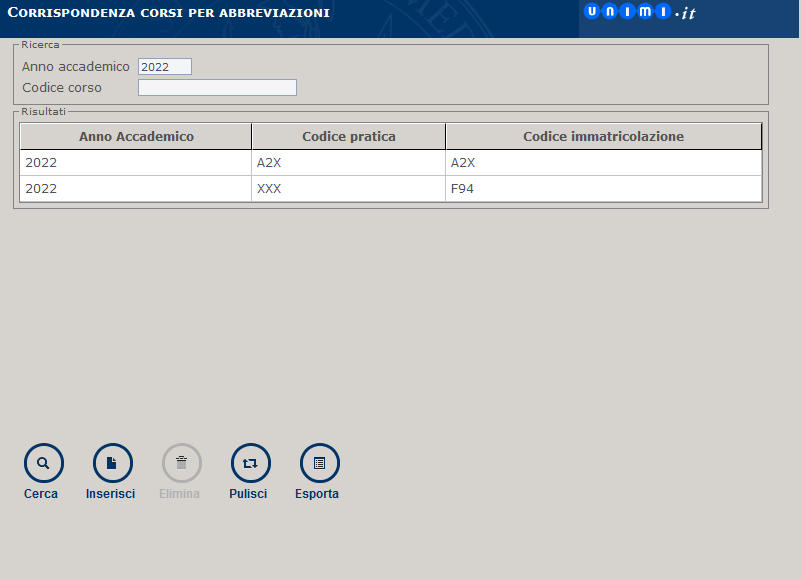 CORRISPONDENZA CORSI PER ABBREVIAZIONI
UNIMI.it
Ricerca
Anno accademico 2022
Codice corso
Risultati
Anno Accademico Codice pratica Codice immatricolazione
2022 A2X A2X
2022 XXX F94
Cerca Inserisci Elimina Pulisci Esporta